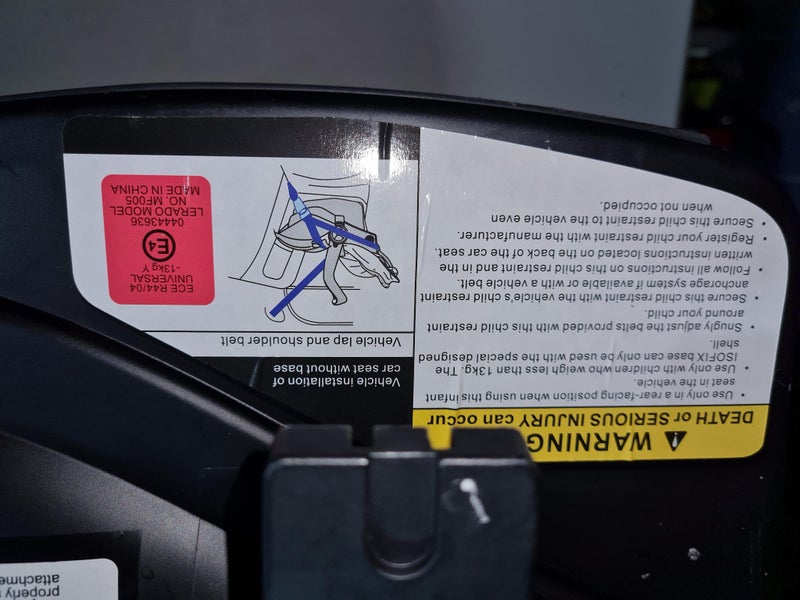 WARNING
DEATH or SERIOUS INJURY can occur
• Use only in a rear-facing position when using this infant
seat in the vehicle.
• Use only with children who weigh less than 13kg. The
ISOFIX base can only be used with the special designed
shell.
• Snugly adjust the belts provided with this child restraint
around your child.
• Secure this child restraint with the vehicle's child restraint
anchorage system if available or with a vehicle belt.
• Follow all instructions on this child restraint and in the
written instructions located on the back of the car seat.
• Register your child restraint with the manufacturer.
• Secure this child restraint to the vehicle even
when not occupied.
Vehicle installation of
car seat without base
Vehicle lap and shoulder belt
ECE R44/04
UNIVERSAL
-13kg Y
E4
04443636
LERADO MODEL
NO. MF005
MADE IN CHINA
properly s
attachme